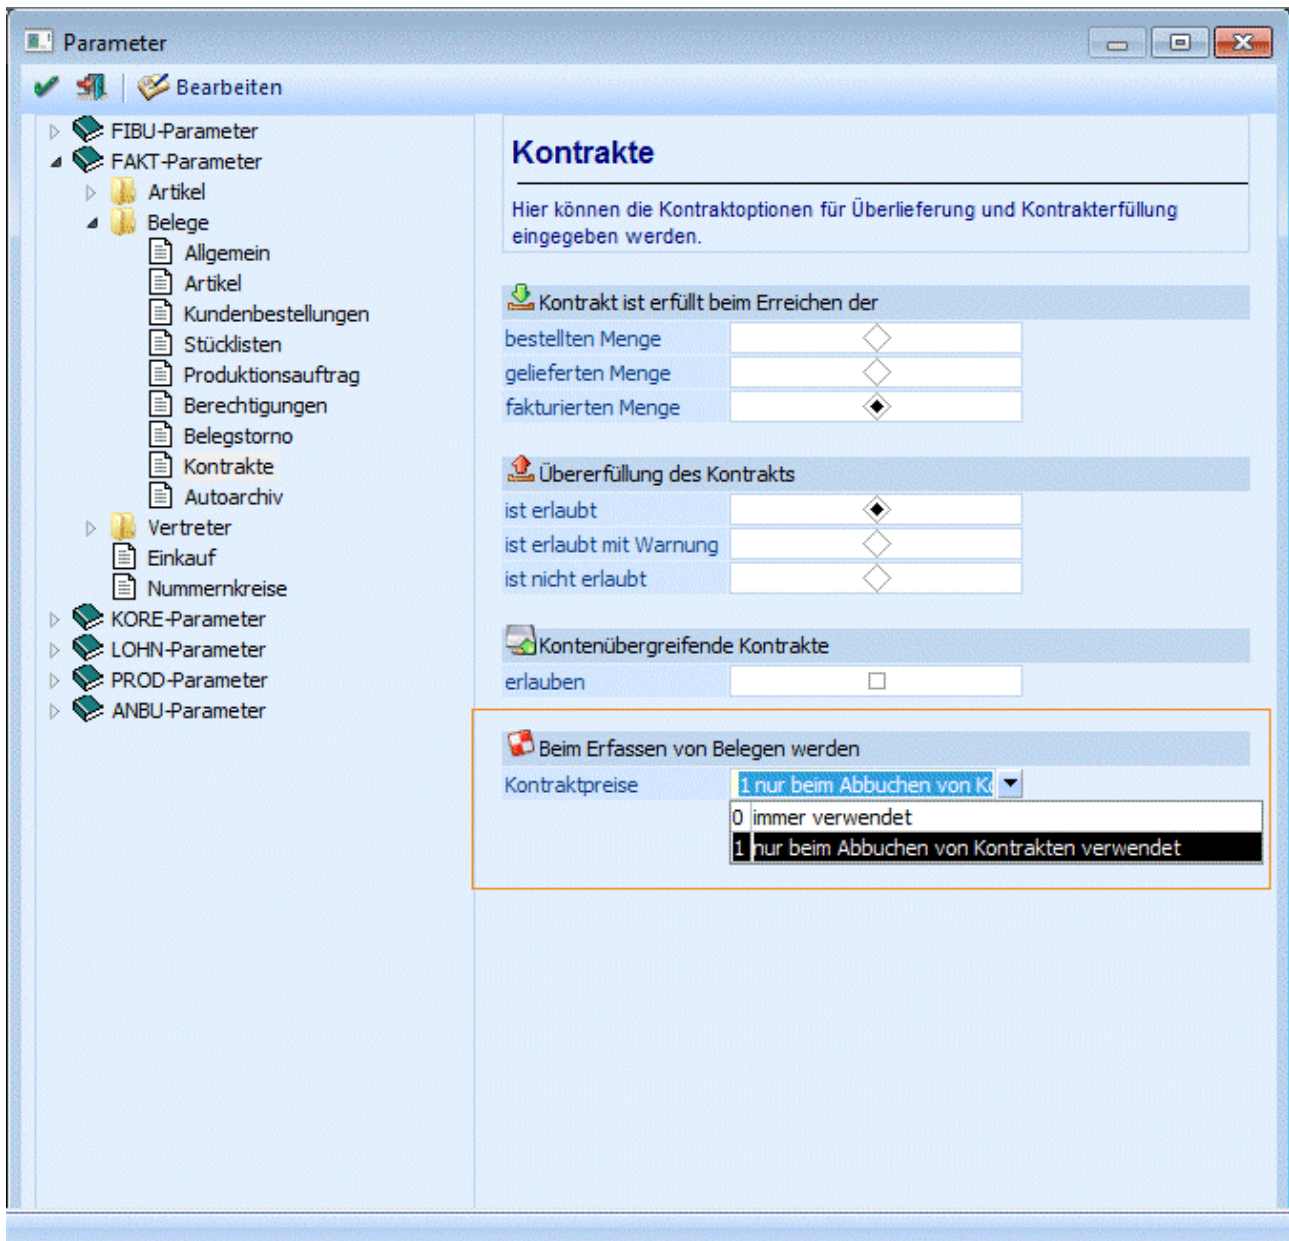 Parameter
Bearbeiten
FIBU-Parameter
FAKT-Parameter
Artikel
Belege
Allgemein
Artikel
Kundenbestellungen
Stücklisten
Produktionsauftrag
Berechtigungen
Belegstorno
Kontrakte
Autoarchiv
Vertreter
Einkauf
Nummernkreise
KORE-Parameter
LOHN-Parameter
PROD-Parameter
ANBU-Parameter
Kontrakte
Hier können die Kontraktoptionen für Überlieferung und Kontrakterfüllung
eingegeben werden.
Kontrakt ist erfüllt beim Erreichen der
bestellten Menge
gelieferten Menge
fakturierten Menge
Übererfüllung des Kontrakts
ist erlaubt
ist erlaubt mit Warnung
ist nicht erlaubt
Kontenübergreifende Kontrakte
erlauben
Beim Erfassen von Belegen werden
Kontraktpreise 1 nur beim Abbuchen von
0 immer verwendet
1 nur beim Abbuchen von Kontrakten verwendet